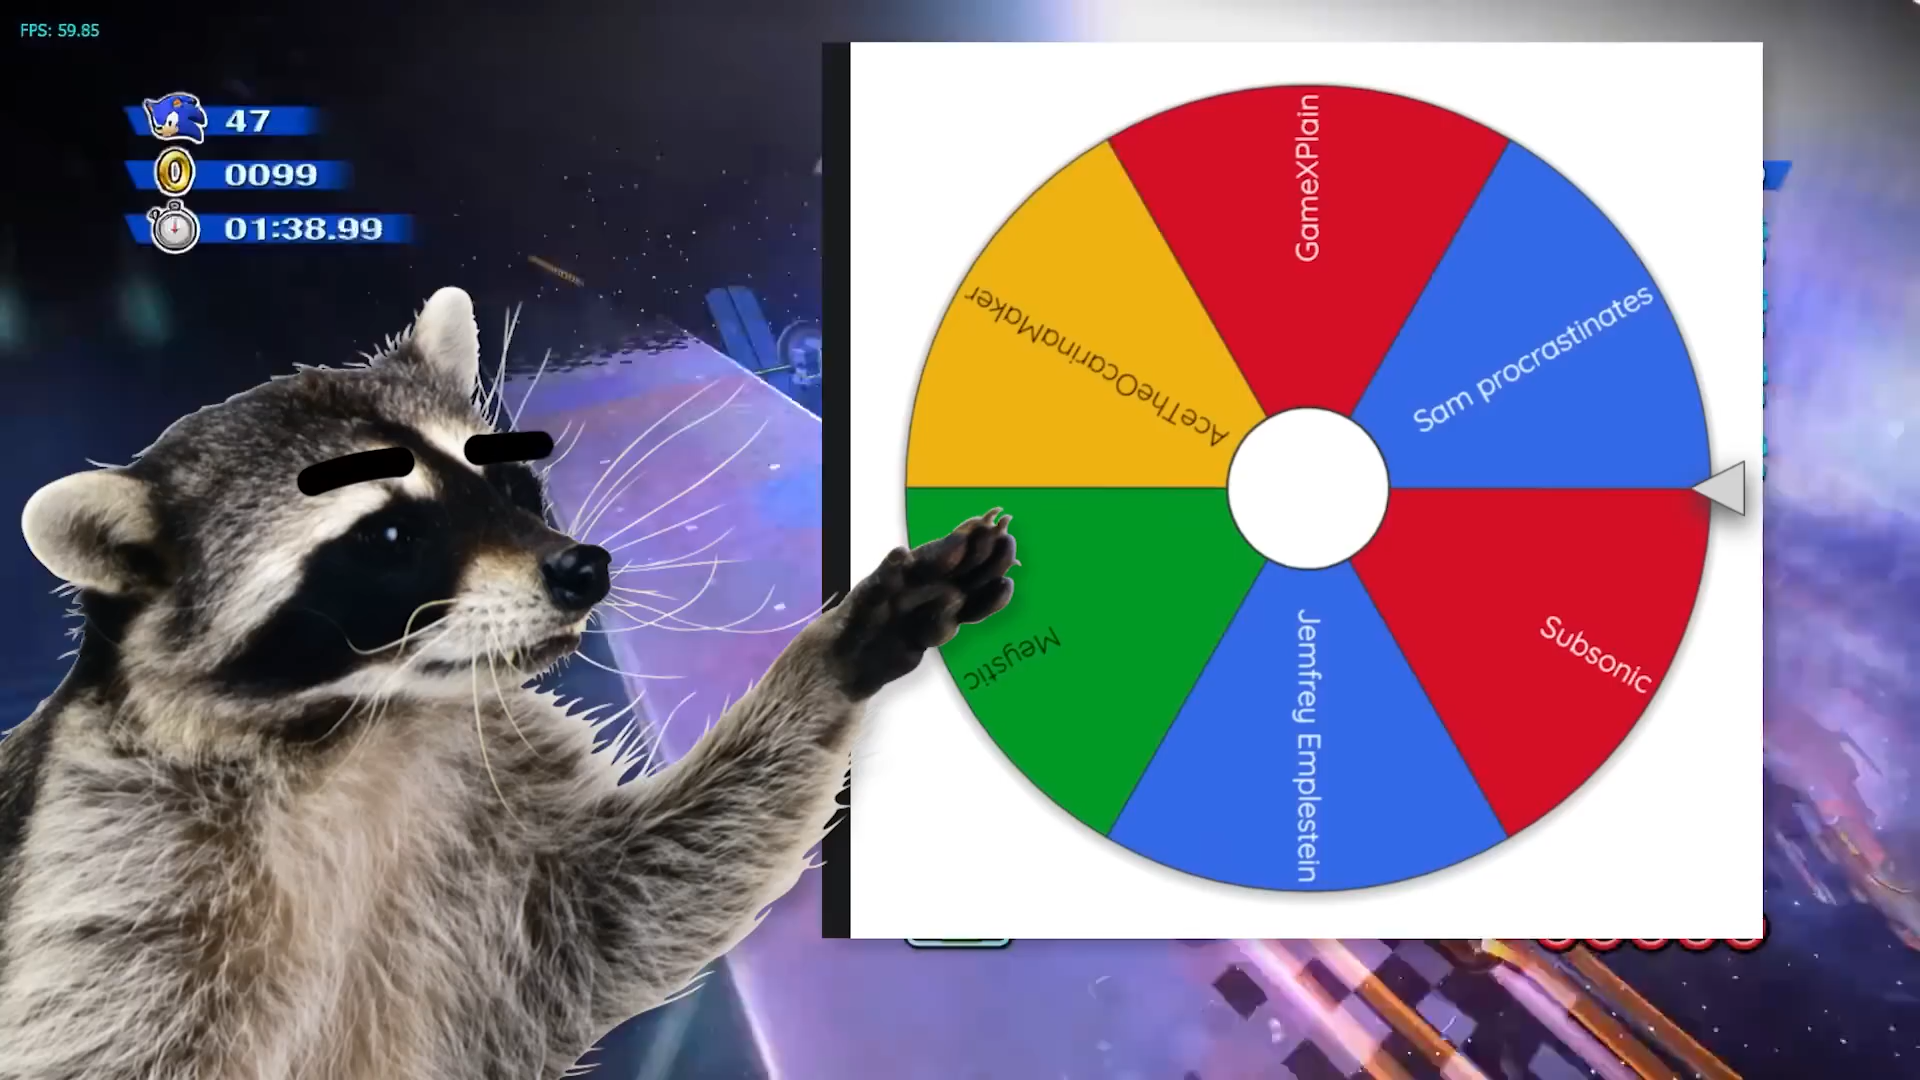 FPS: 59.85
47
0099
01:38.99
GameXPlain
Sam procrastinates
AceTheOcarinaMaker
Meystic
Jemfrey Emplestein
Subsonic